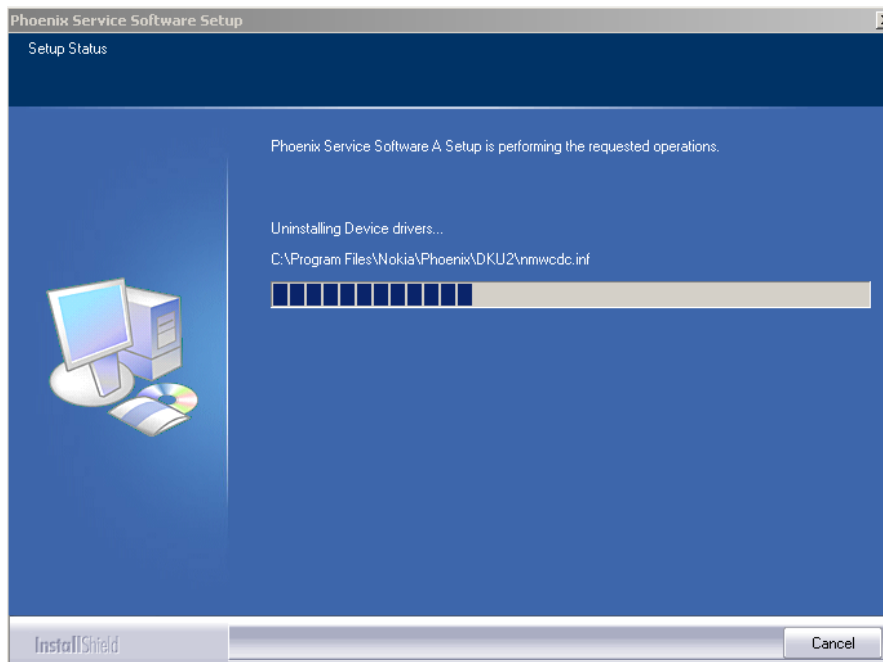 Phoenix Service Software Setup
Setup Status
Phoenix Service Software A Setup is performing the requested operations.
Uninstalling Device drivers...
C:\Program Files\Nokia\Phoenix\DKU2\nmwcdc.inf
InstallShield
Cancel